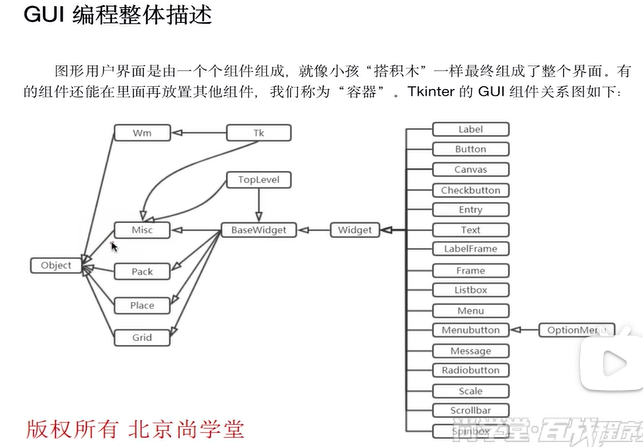 GUI 编程整体描述
图形用户界面是由一个个组件组成，就像小孩“搭积木”一样最终组成了整个界面。有
的组件还能在里面再放置其他组件，我们称为“容器”。Tkinter 的 GUI 组件关系图如下：
Label
Wm
Tk
Button
Canvas
TopLevel
Checkbutton
Entry
Misc
BaseWidget
Widget
Text
LabelFrame
Object
Pack
Frame
Listbox
Place
Menu
Menubutton
Grid
Message
Radiobutton
Scale
Scrollbar
Spinbox
版权所有 北京尚学堂